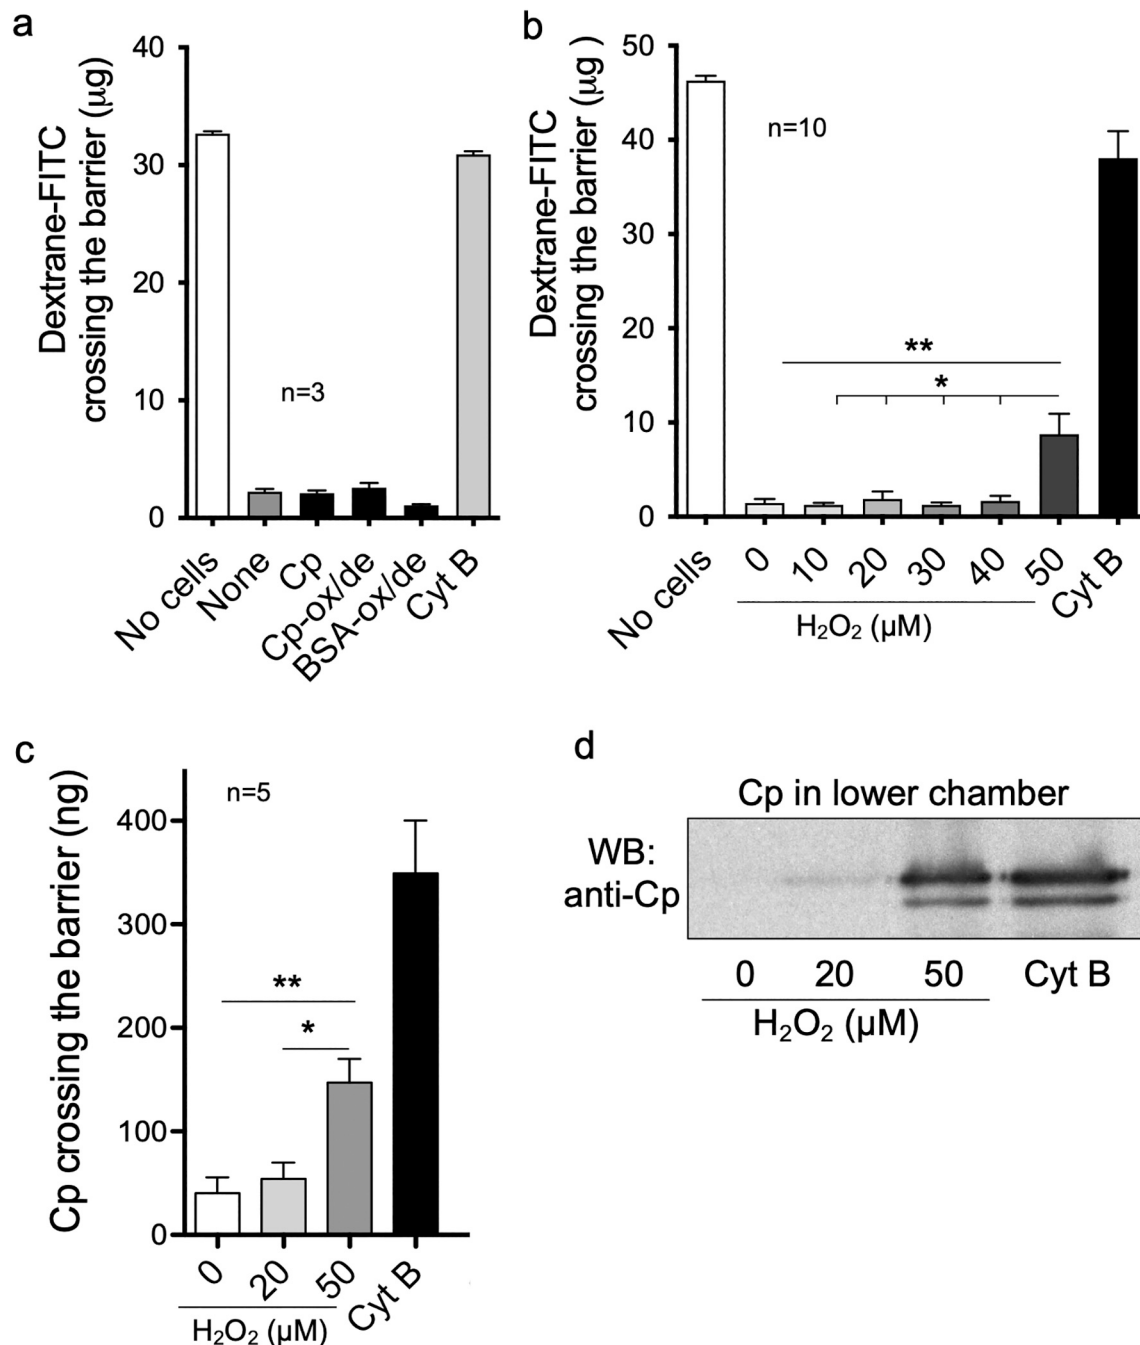 a
Dextrane-FITC
crossing the barrier (μg)
40
30
20
10
0
n=3
No cells
None
Cp
Cp-ox/de
BSA-ox/de
Cyt B
b
Dextrane-FITC
crossing the barrier (μg )
50
40
30
20
10
0
n=10
**
*
No cells
0
10
20
30
40
50
Cyt B
H₂O₂ (μM)
c
Cp crossing the barrier (ng)
400
300
200
100
0
n=5
**
*
0
20
50
Cyt B
H₂O₂ (μM)
d
Cp in lower chamber
WB:
anti-Cp
0 20 50 Cyt B
H₂O₂ (μM)